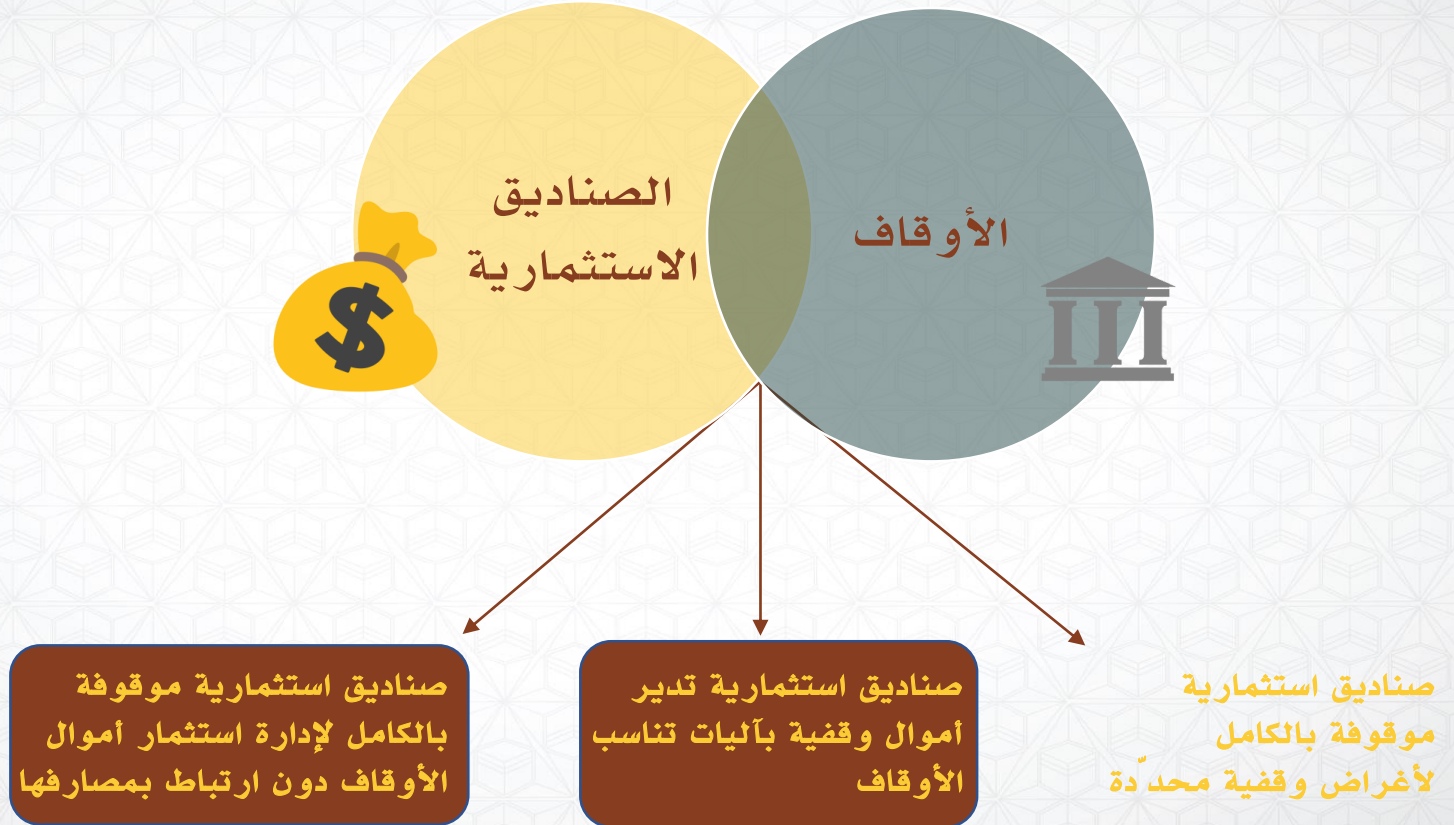 الأوقاف
الصناديق
الاستثمارية
$
صناديق استثمارية
موقوفة بالكامل
لأغراض وقفية محدّدة
صناديق استثمارية تدير
أموال وقفية بآليات تناسب
الأوقاف
صناديق استثمارية موقوفة
بالكامل لإدارة استثمار أموال
الأوقاف دون ارتباط بمصارفها